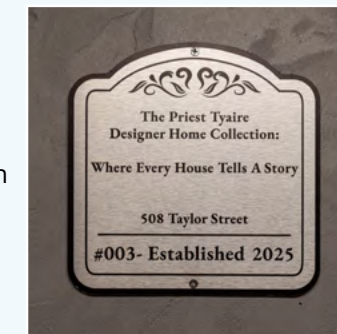 n
The Priest Tyaire
Designer Home Collection:
Where Every House Tells A Story
508 Taylor Street
#003- Established 2025